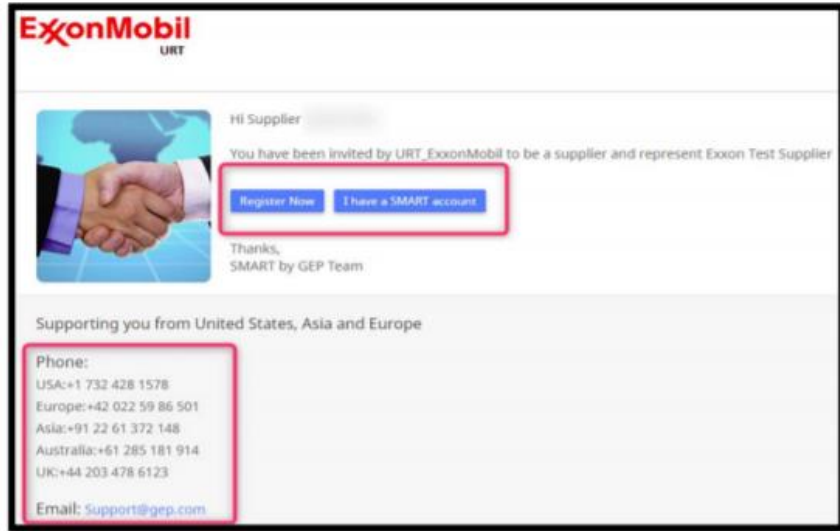 ExxonMobil
URT
Hi Supplier
You have been invited by URT_ExxonMobil to be a supplier and represent Exxon Test Supplier
Register Now I have a SMART account
Thanks,
SMART by GEP Team
Supporting you from United States, Asia and Europe
Phone:
USA:+1 732 428 1578
Europe:+42 022 59 86 501
Asia:+91 22 61 372 148
Australia:+61 285 181 914
UK:+44 203 478 6123
Email: Support@gep.com